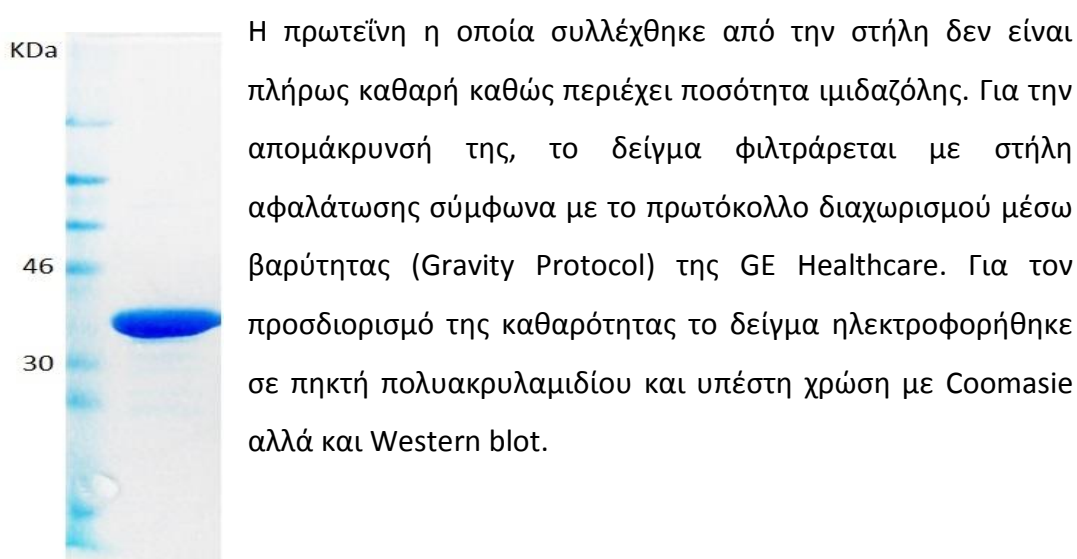 KDa
46
30
Η πρωτεΐνη η οποία συλλέχθηκε από την στήλη δεν είναι
πλήρως καθαρή καθώς περιέχει ποσότητα ιμιδαζόλης. Για την
απομάκρυνσή της, το δείγμα φιλτράρεται με στήλη
αφαλάτωσης σύμφωνα με το πρωτόκολλο διαχωρισμού μέσω
βαρύτητας (Gravity Protocol) της GE Healthcare. Για τον
προσδιορισμό της καθαρότητας το δείγμα ηλεκτροφορήθηκε
σε πηκτή πολυακρυλαμιδίου και υπέστη χρώση με Coomasie
αλλά και Western blot.